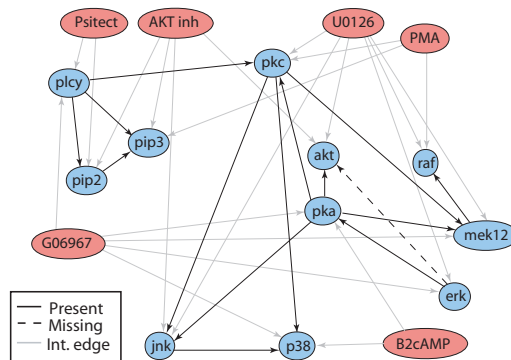 Psitect
AKT inh
U0126
PMA
plcy
pkc
pip3
akt
raf
pip2
pka
mek12
G06967
erk
Present
Missing
Int. edge
jnk
p38
B2cAMP